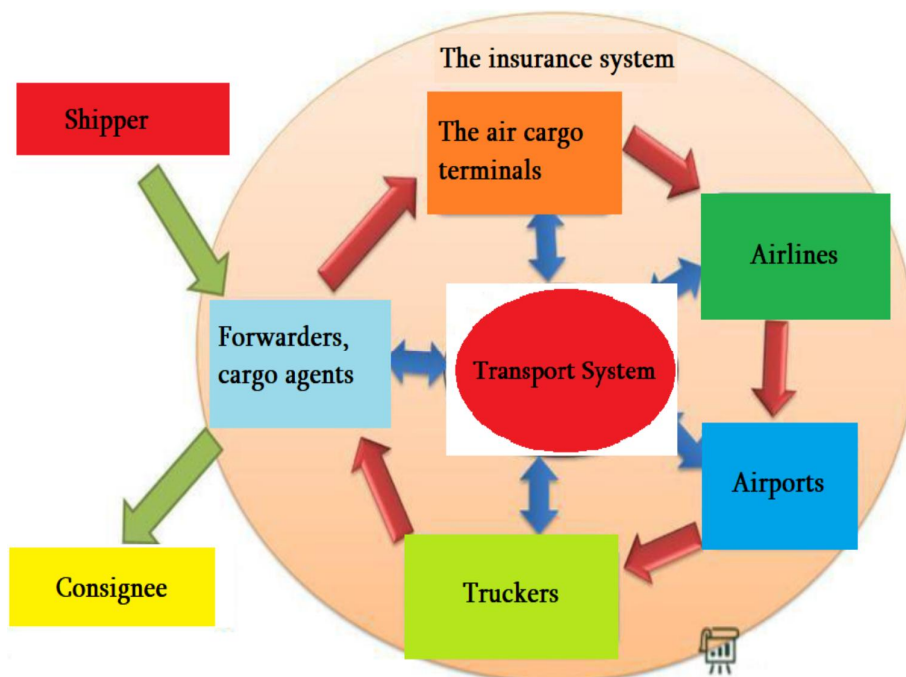 The insurance system
Shipper
The air cargo
terminals
Airlines
Forwarders,
cargo agents
Transport System
Airports
Consignee
Truckers